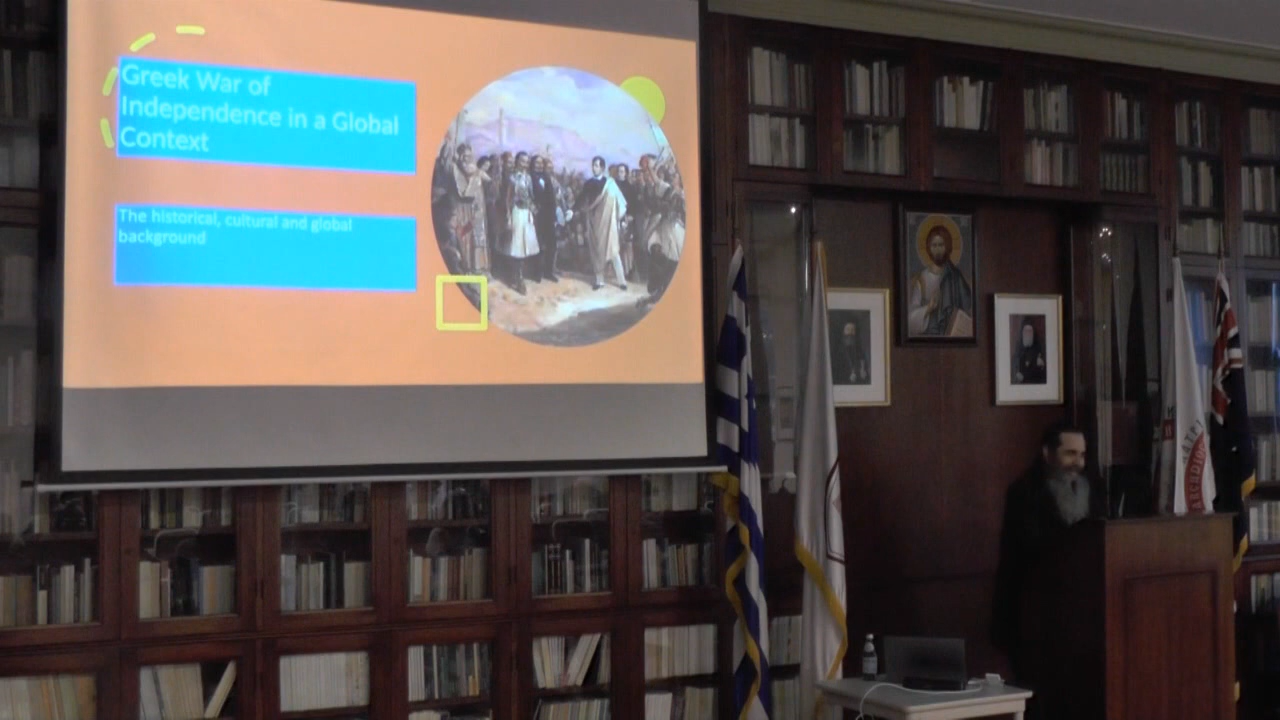 Greek War of
Independence in a Global
Context
The historical, cultural and global
background